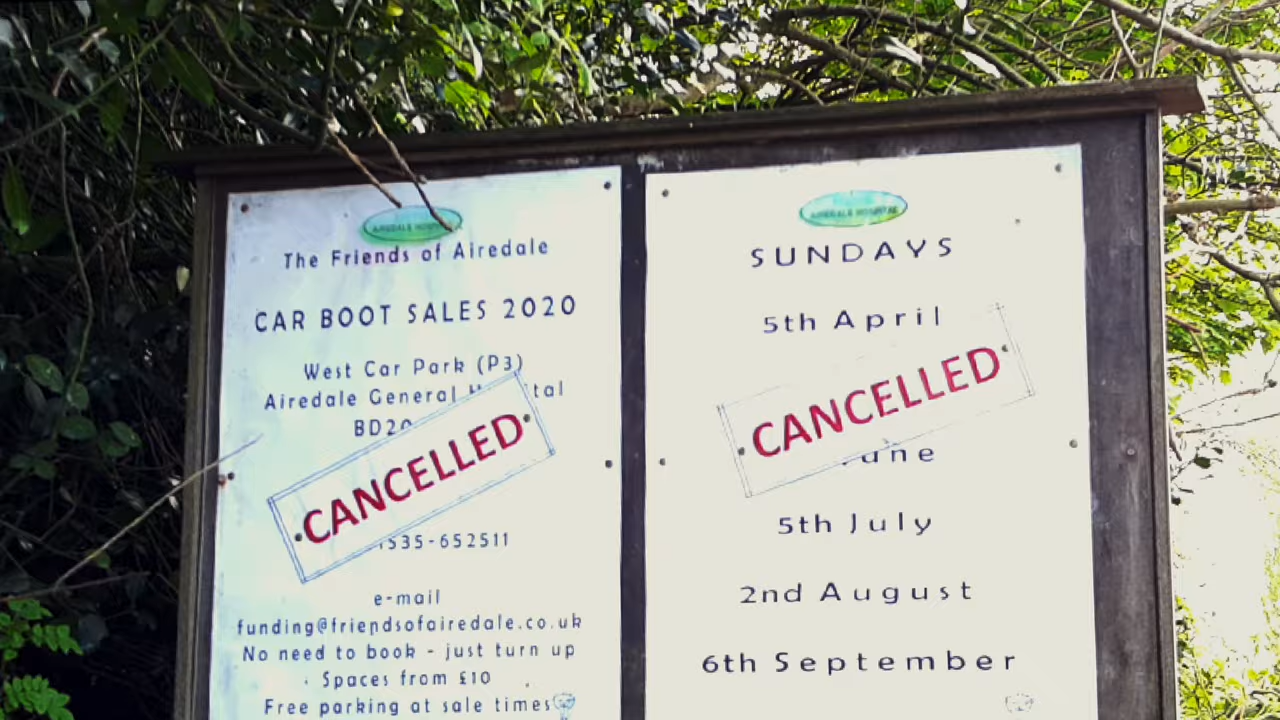 AIREDALE HOSPITAL
The Friends of Airedale
CAR BOOT SALES 2020
West Car Park (P3)
Airedale General
BD20
CANCELLED
535-652511
e-mail
funding@friendsofairedale.co.uk
No need to book - just turn up
Spaces from £10
Free parking at sale times
SUNDAYS
5th April
CANCELLED
une
5th July
2nd August
6th September